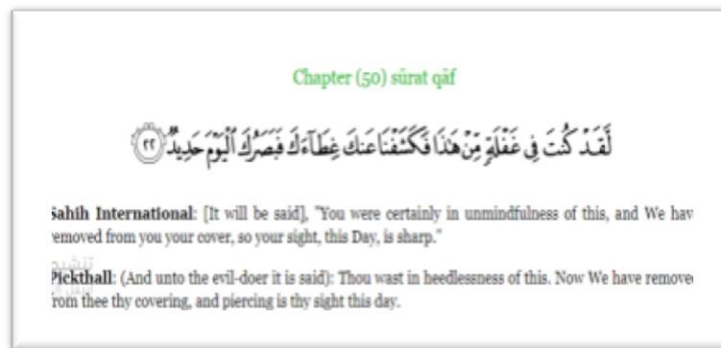 Chapter (50) sūrat qāf
لَّقَدْ كُنتَ فِي غَفْلَةٍ مِّنْ هَٰذَا فَكَشَفْنَا عَنكَ غِطَآءَكَ فَبَصَرُكَ ٱلْيَوْمَ حَدِيدٌ ٢٢
Sahih International: [It will be said], "You were certainly in unmindfulness of this, and We hav
removed from you your cover, so your sight, this Day, is sharp."
Pickthall: (And unto the evil-doer it is said): Thou wast in heedlessness of this. Now We have remove
from thee thy covering, and piercing is thy sight this day.